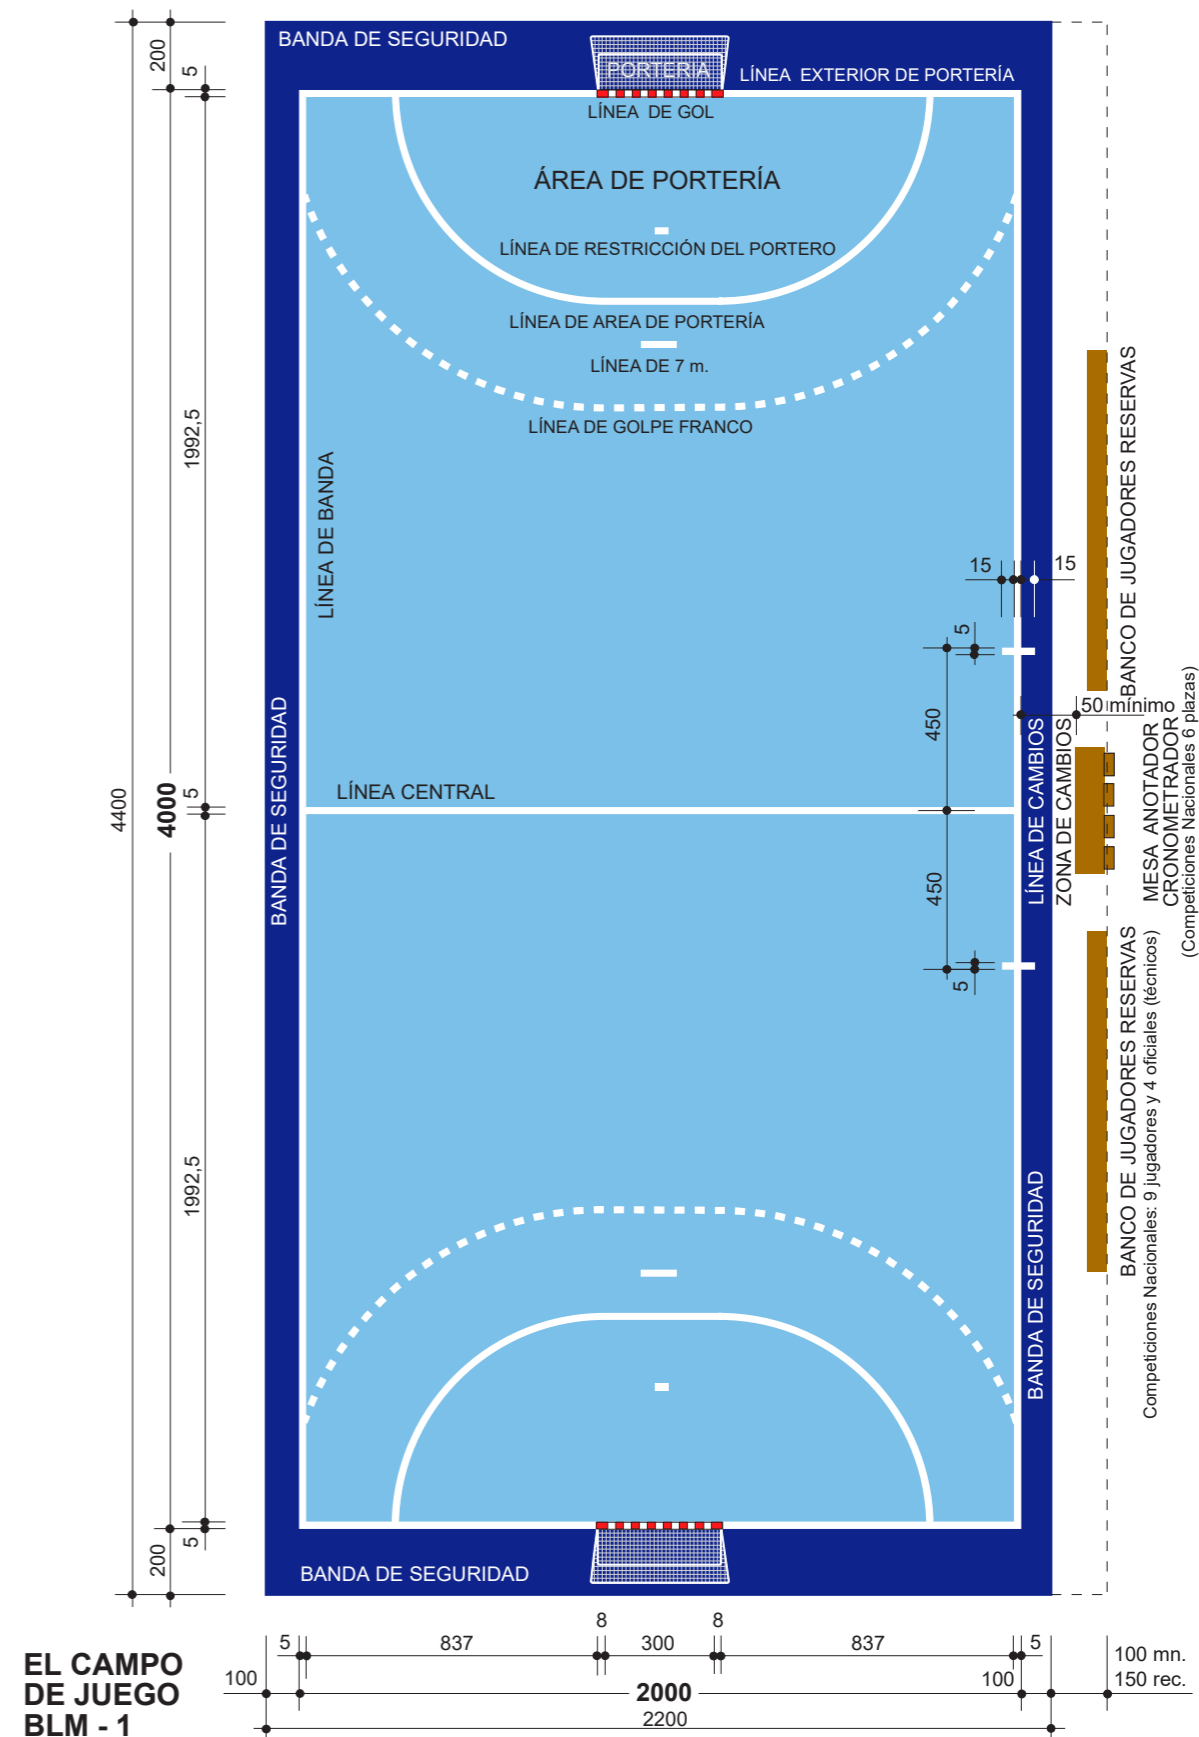 BANDA DE SEGURIDAD
PORTERIA
LÍNEA EXTERIOR DE PORTERÍA
LÍNEA DE GOL
ÁREA DE PORTERÍA
LÍNEA DE RESTRICCIÓN DEL PORTERO
LÍNEA DE AREA DE PORTERÍA
LÍNEA DE 7 m.
LÍNEA DE GOLPE FRANCO
200
5
1992,5
4400
4000
5
1992,5
200
5
LÍNEA DE BANDA
BANDA DE SEGURIDAD
LÍNEA CENTRAL
15
15
5
450
450
5
50 mínimo
LÍNEA DE CAMBIOS
ZONA DE CAMBIOS
BANCO DE JUGADORES RESERVAS
MESA ANOTADOR
CRONOMETRADOR
(Competiciones Nacionales 6 plazas)
BANCO DE JUGADORES RESERVAS
Competiciones Nacionales: 9 jugadores y 4 oficiales (técnicos)
BANDA DE SEGURIDAD
BANDA DE SEGURIDAD
8
8
5
837
300
837
5
100
2000
100
100 mn.
150 rec.
2200
EL CAMPO
DE JUEGO
BLM - 1